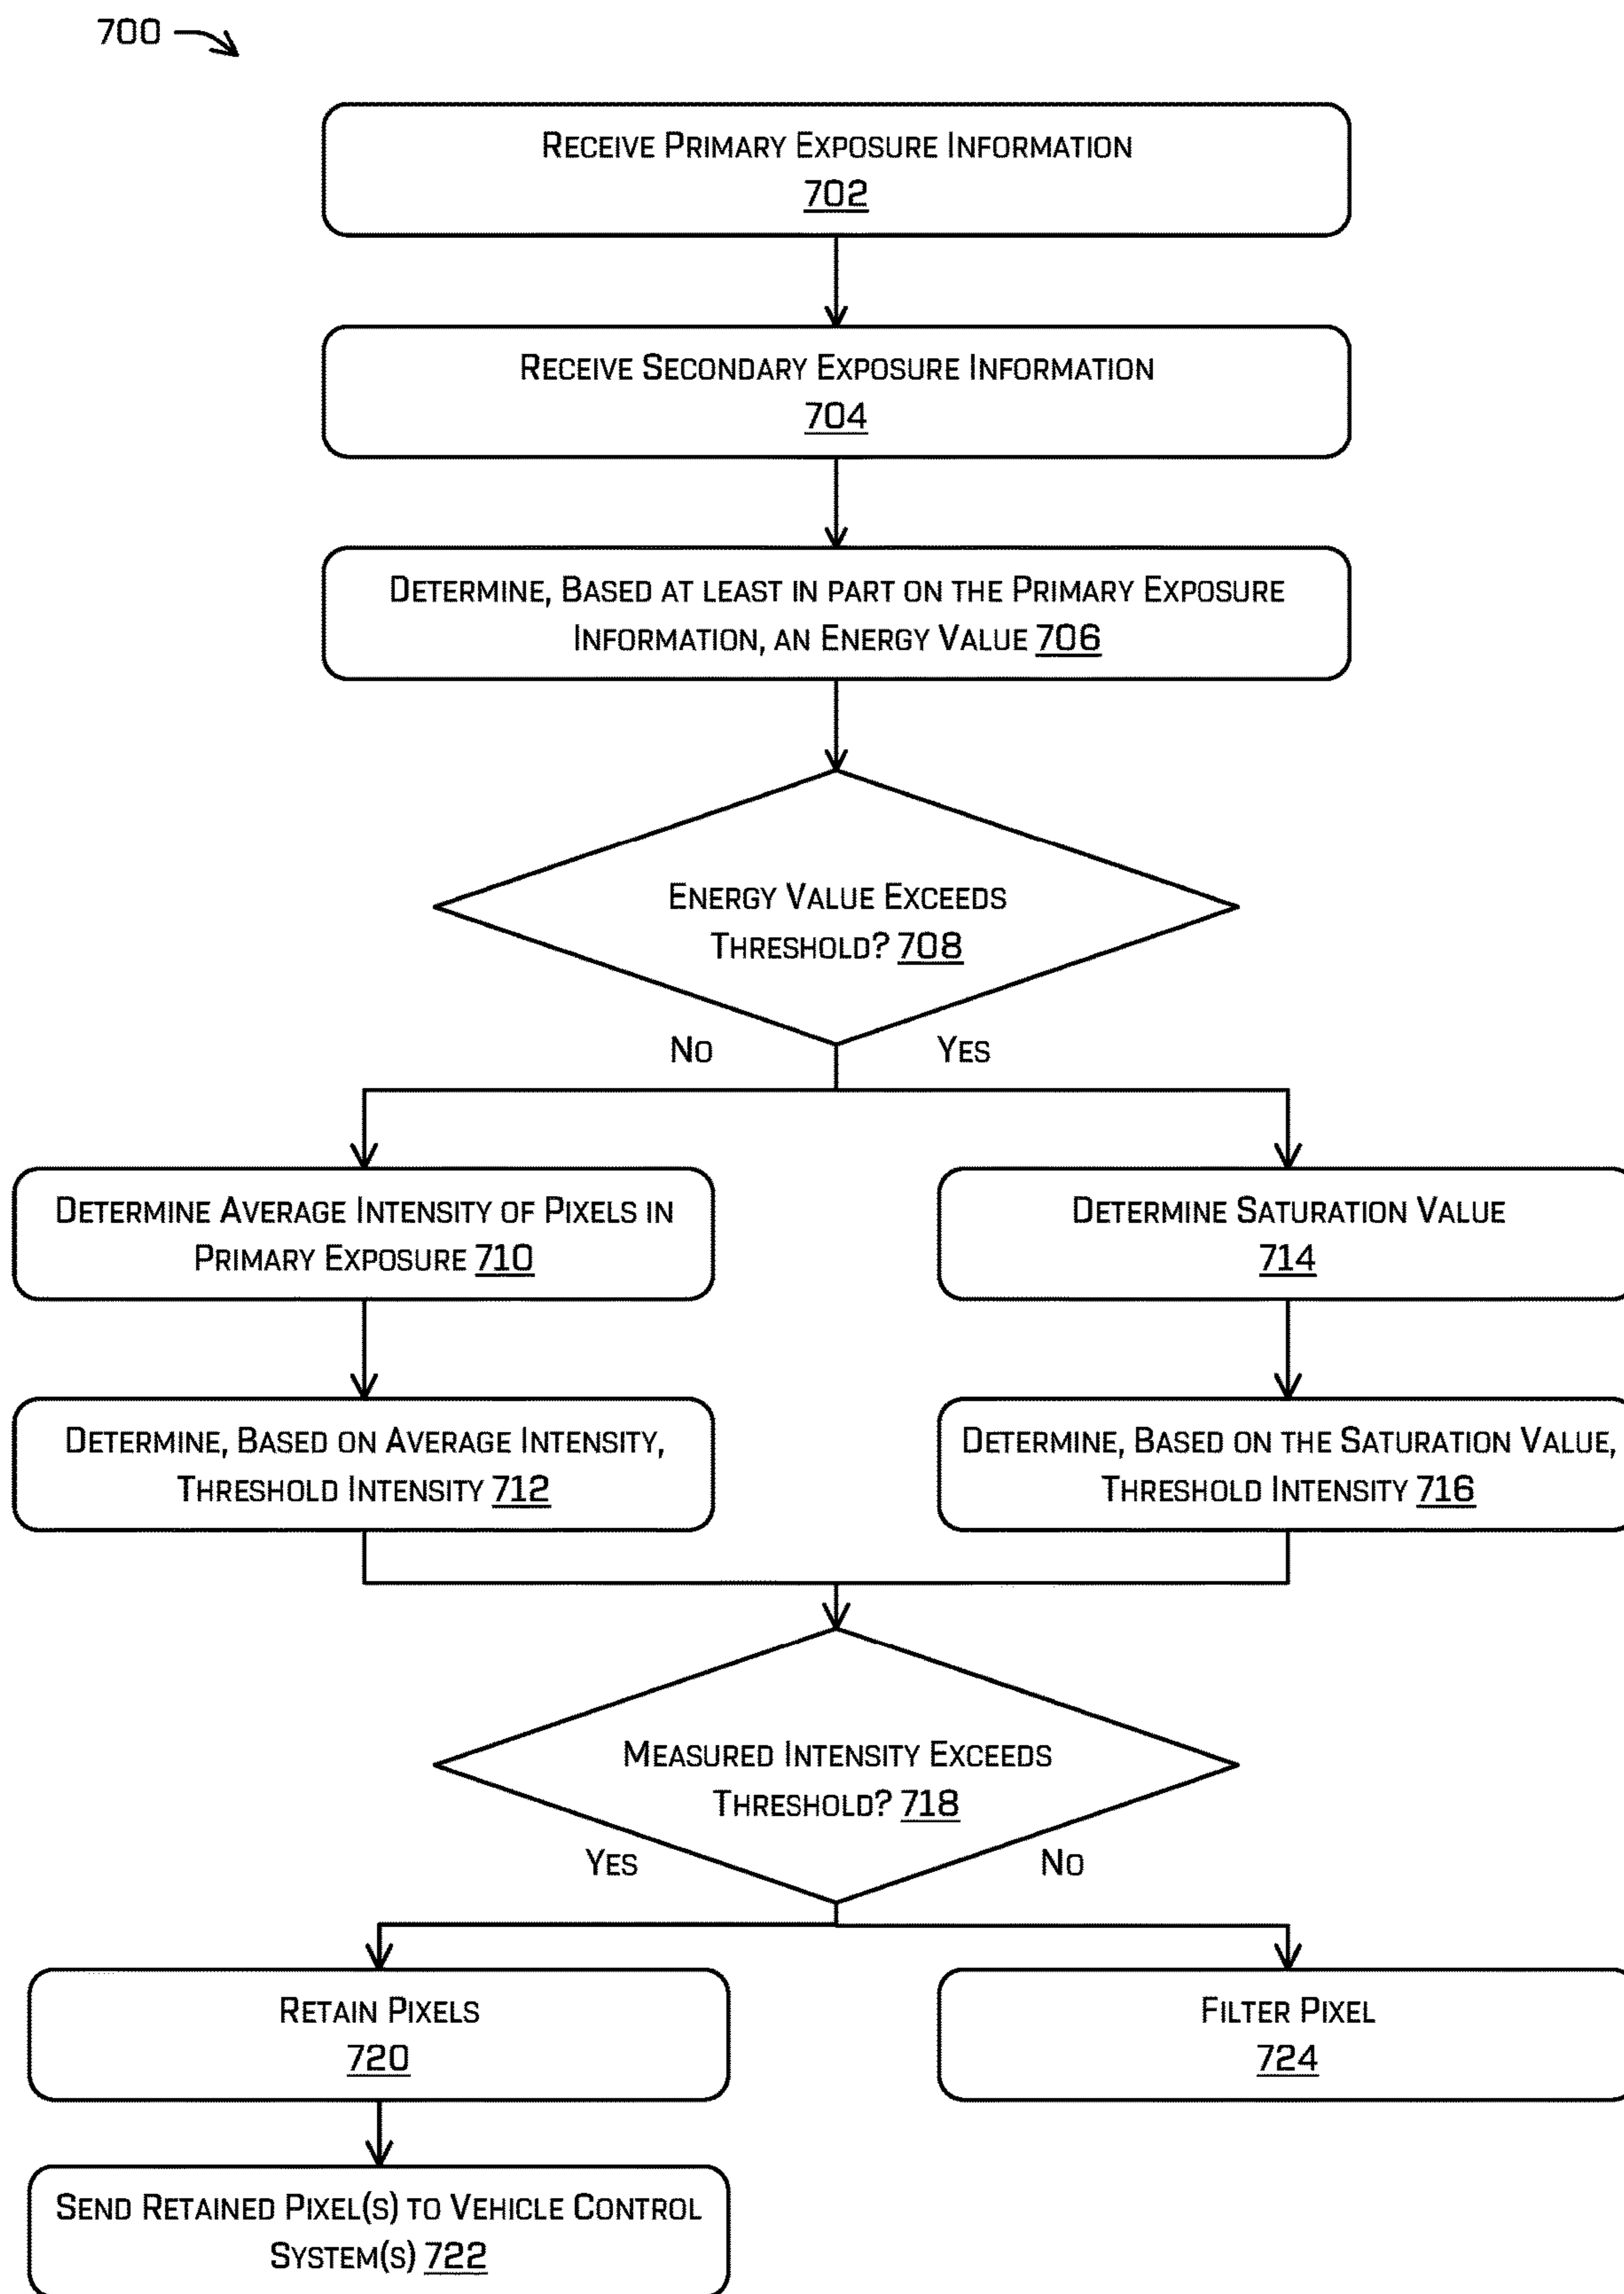 700
RECEIVE PRIMARY EXPOSURE INFORMATION
702
RECEIVE SECONDARY EXPOSURE INFORMATION
704
DETERMINE, BASED AT LEAST IN PART ON THE PRIMARY EXPOSURE
INFORMATION, AN ENERGY VALUE 706
ENERGY VALUE EXCEEDS
THRESHOLD? 708
NO
YES
DETERMINE AVERAGE INTENSITY OF PIXELS IN
PRIMARY EXPOSURE 710
DETERMINE SATURATION VALUE
714
DETERMINE, BASED ON AVERAGE INTENSITY,
THRESHOLD INTENSITY 712
DETERMINE, BASED ON THE SATURATION VALUE,
THRESHOLD INTENSITY 716
MEASURED INTENSITY EXCEEDS
THRESHOLD? 718
YES
NO
RETAIN PIXELS
720
FILTER PIXEL
724
SEND RETAINED PIXEL(S) TO VEHICLE CONTROL
SYSTEM(S) 722